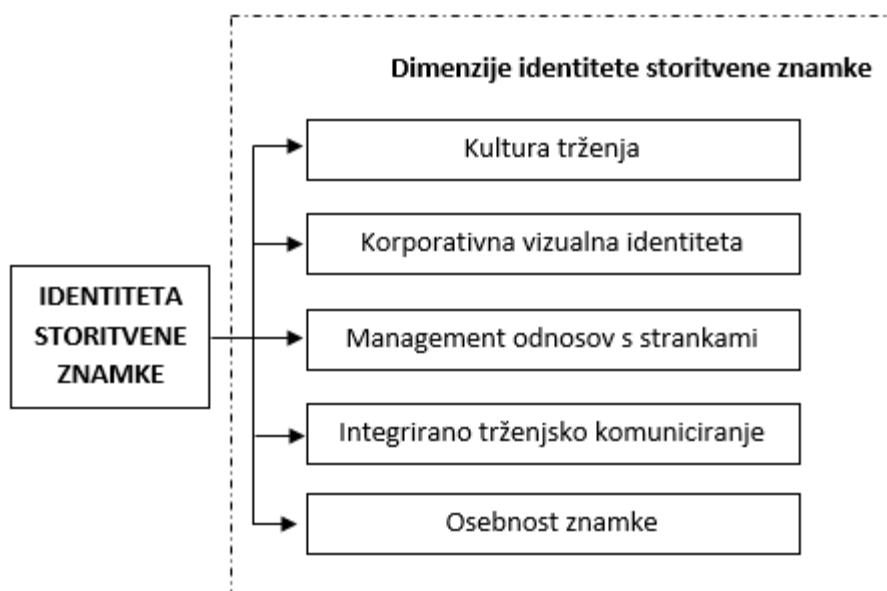 Dimenzije identitete storitvene znamke
Kultura trženja
Korporativna vizualna identiteta
IDENTITETA
STORITVENE
ZNAMKE
Management odnosov s strankami
Integrirano trženjsko komuniciranje
Osebnost znamke